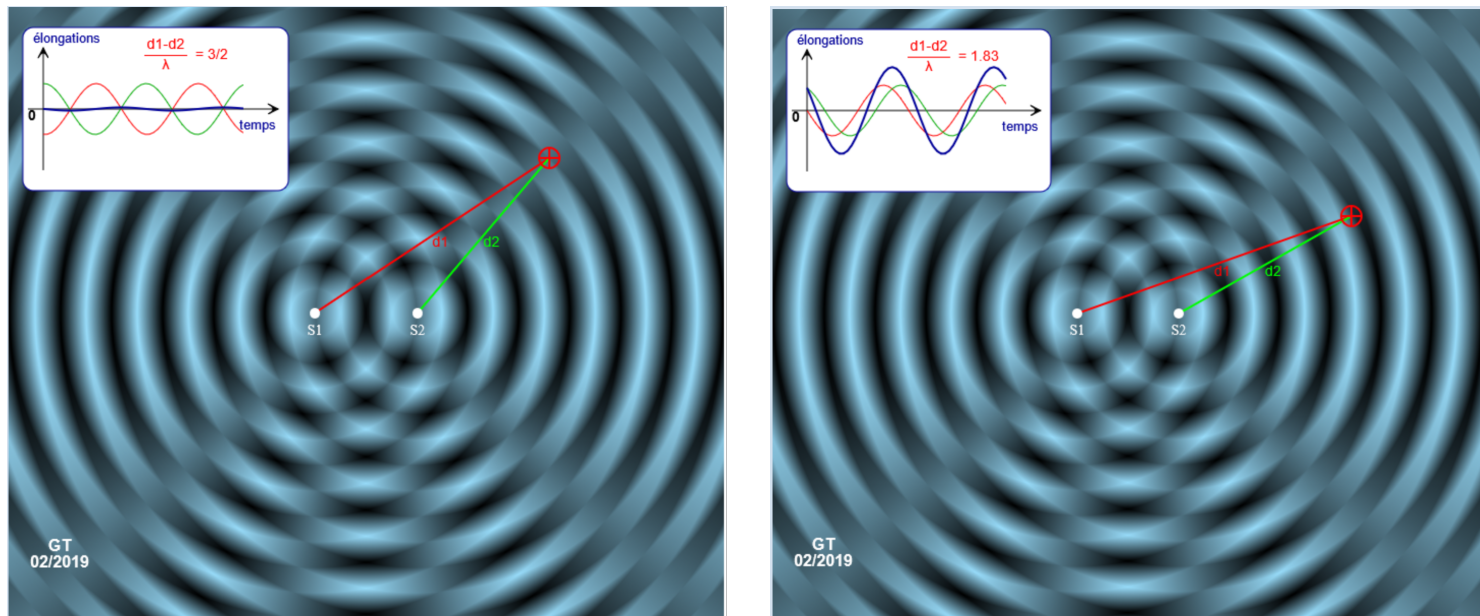 élongations
d1-d2
λ
= 3/2
0
temps
d1
d2
S1
S2
GT
02/2019
élongations
d1-d2
λ
= 1.83
0
temps
d1
d2
S1
S2
GT
02/2019